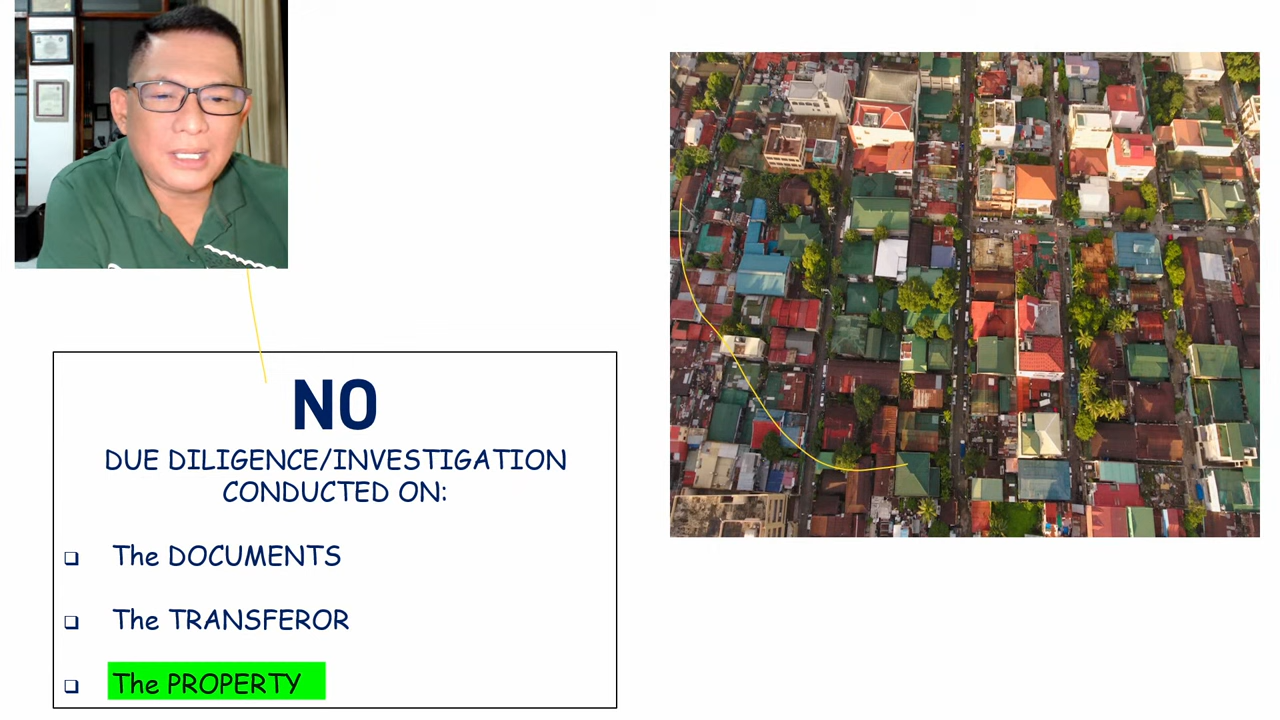 NO
DUE DILIGENCE/INVESTIGATION
CONDUCTED ON:
The DOCUMENTS
The TRANSFEROR
The PROPERTY